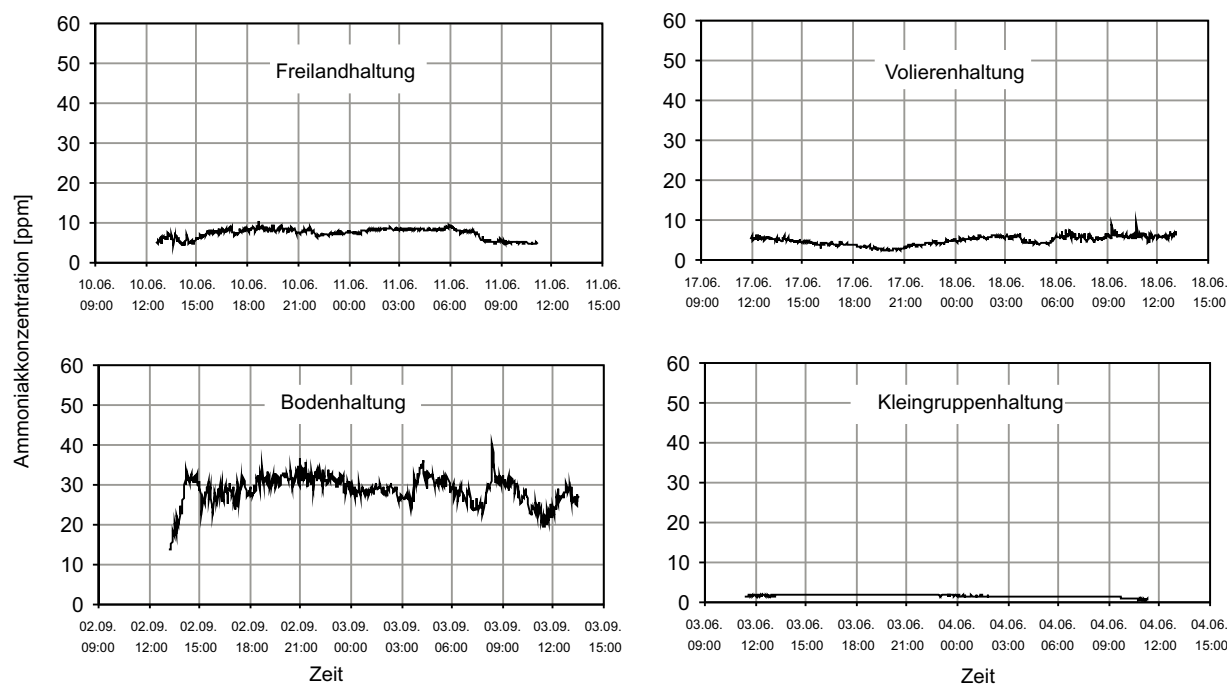 Ammoniakkonzentration [ppm]
60
50
40
30
20
10
0
Freilandhaltung
10.06. 10.06. 10.06. 10.06. 10.06. 11.06. 11.06. 11.06. 11.06. 11.06. 11.06.
09:00 12:00 15:00 18:00 21:00 00:00 03:00 06:00 09:00 12:00 15:00
60
50
40
30
20
10
0
Volierenhaltung
17.06. 17.06. 17.06. 17.06. 17.06. 18.06. 18.06. 18.06. 18.06. 18.06. 18.06.
09:00 12:00 15:00 18:00 21:00 00:00 03:00 06:00 09:00 12:00 15:00
60
50
40
30
20
10
0
Bodenhaltung
02.09. 02.09. 02.09. 02.09. 02.09. 03.09. 03.09. 03.09. 03.09. 03.09. 03.09.
09:00 12:00 15:00 18:00 21:00 00:00 03:00 06:00 09:00 12:00 15:00
Zeit
60
50
40
30
20
10
0
Kleingruppenhaltung
03.06. 03.06. 03.06. 03.06. 03.06. 04.06. 04.06. 04.06. 04.06. 04.06. 04.06.
09:00 12:00 15:00 18:00 21:00 00:00 03:00 06:00 09:00 12:00 15:00
Zeit